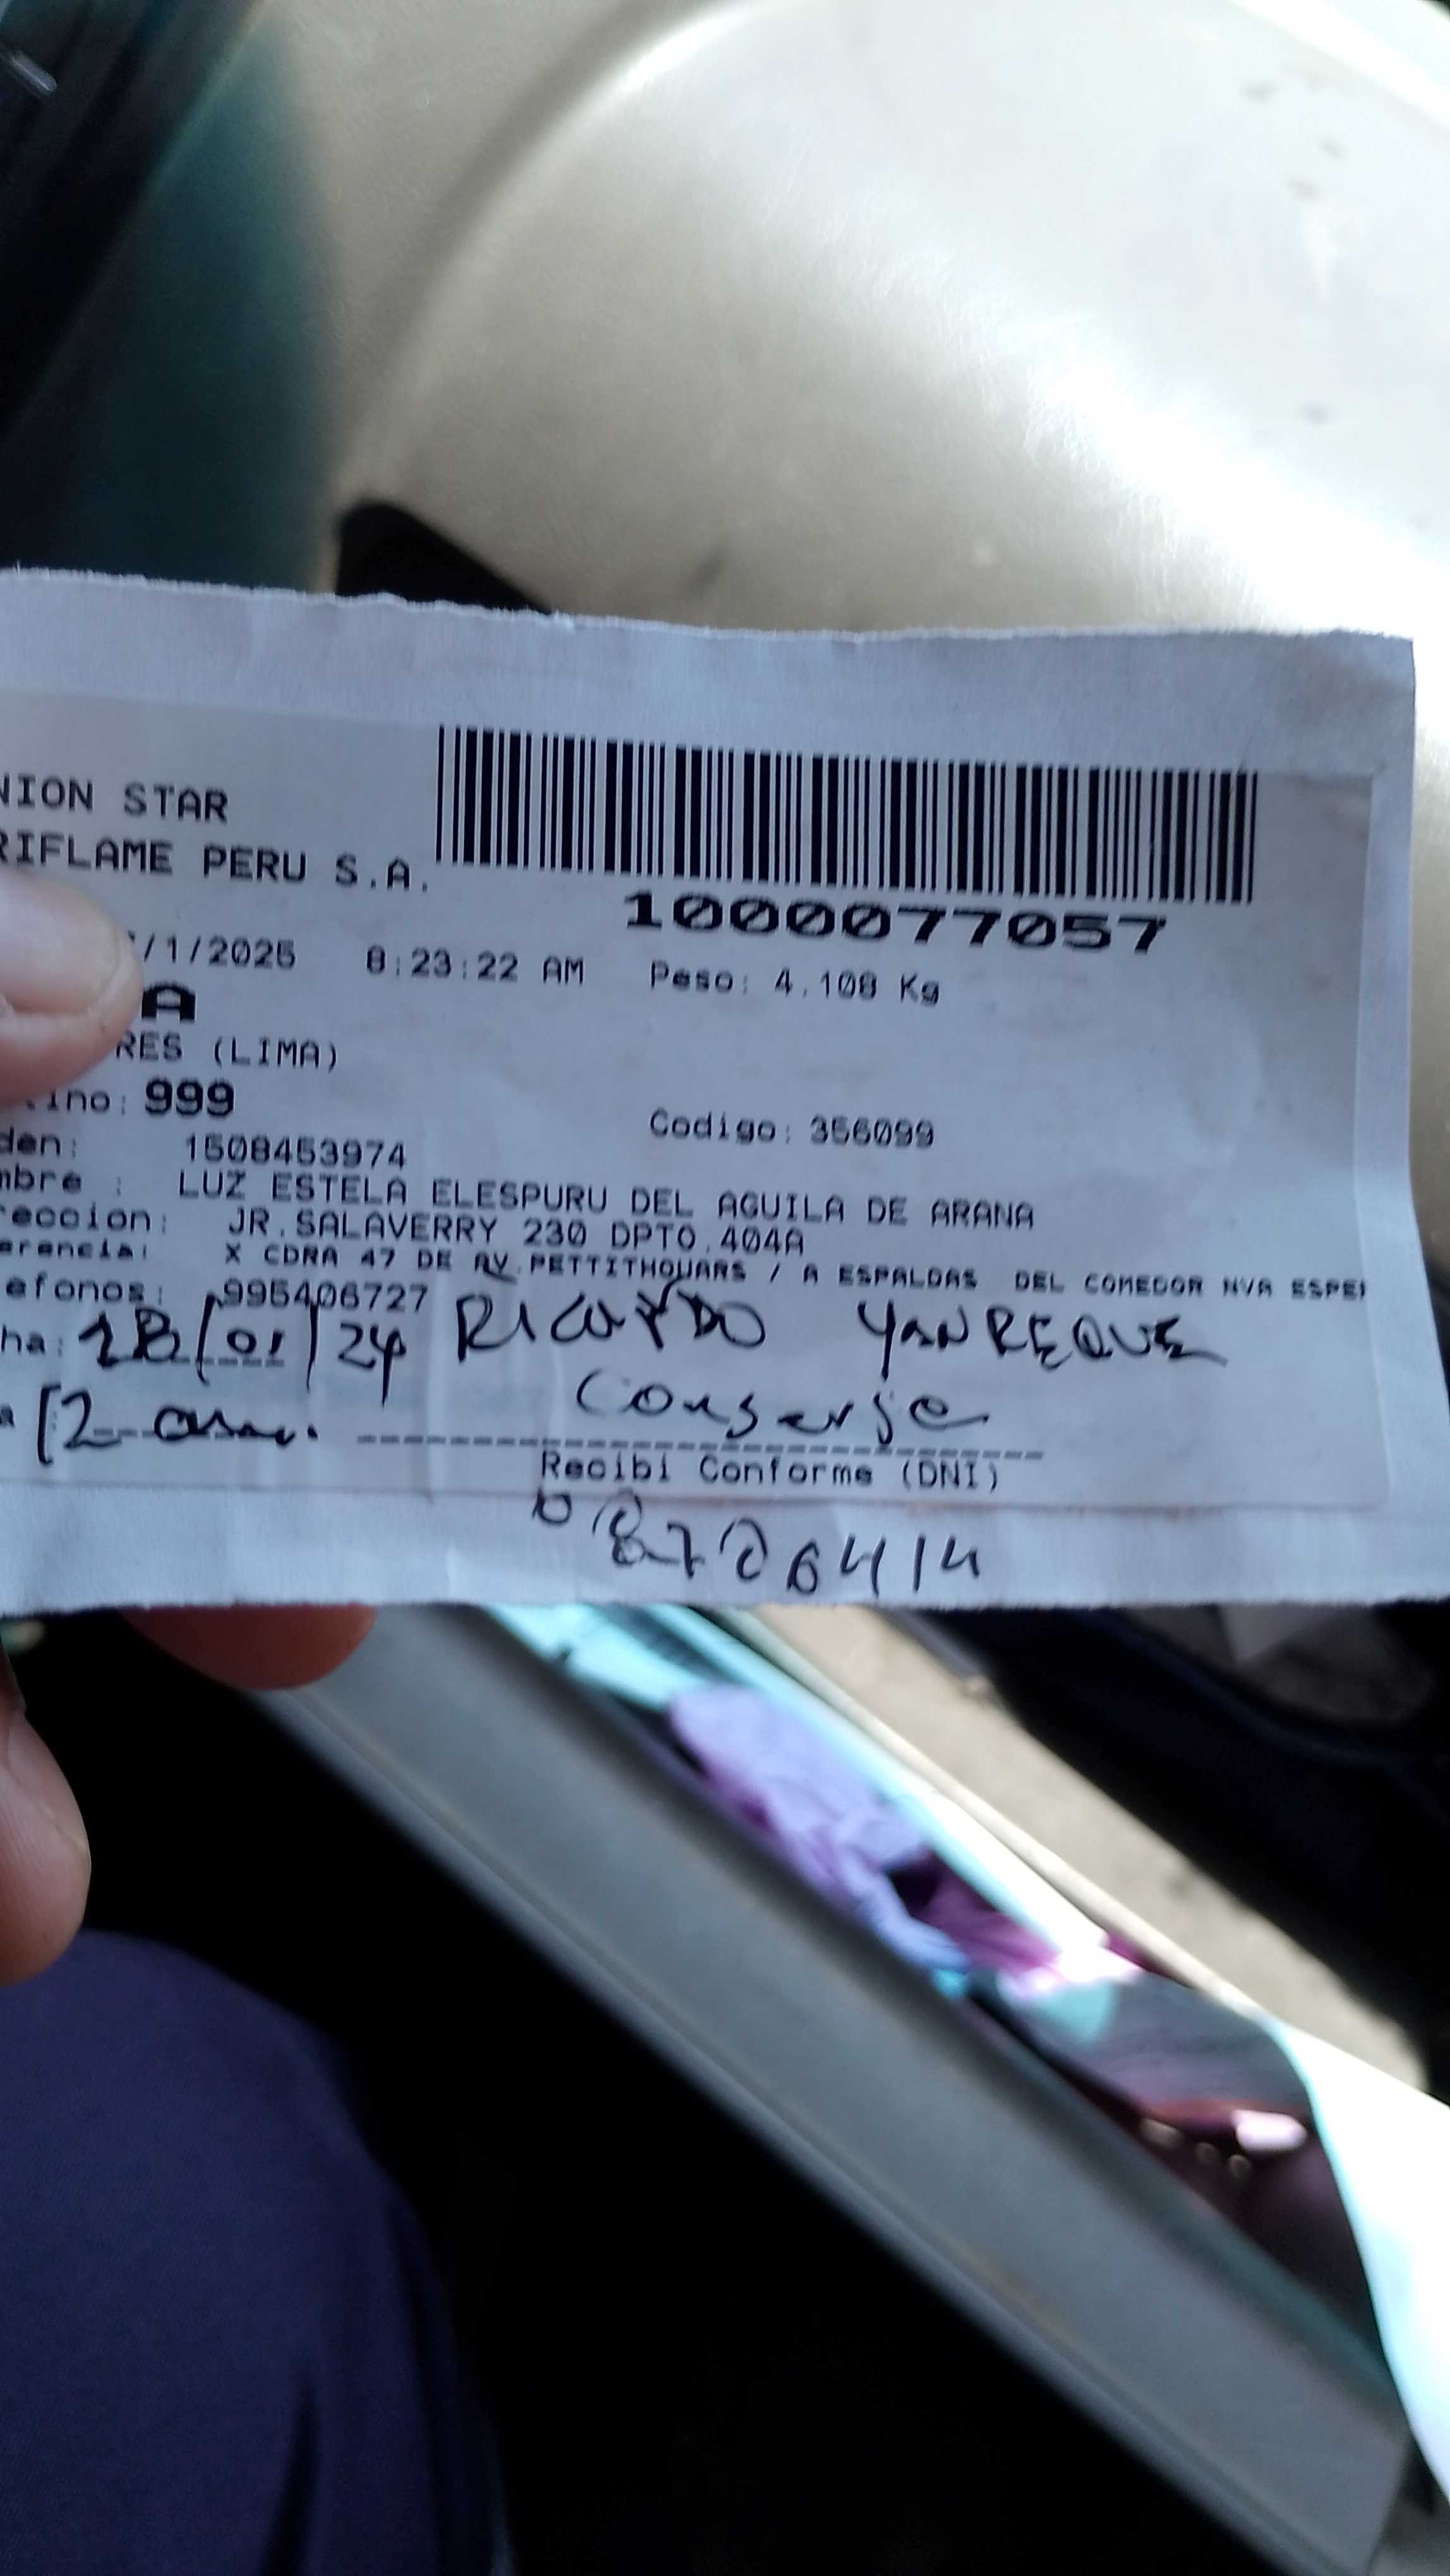 NION STAR
RIFLAME PERU S.A.
1000077057
/1/2025 8:23:22 AM Peso: 4.108 Kg
A
RES (LIMA)
ino: 999
Codigo: 356099
den: 1508453974
mbre : LUZ ESTELA ELESPURU DEL AGUILA DE ARANA
reccion: JR.SALAVERRY 230 DPTO.404A
erencia: X CDRA 47 DE AV.PETTITHOUARS / A ESPALDAS DEL COMEDOR NVA ESPE
efonos: 995406727
ha: 18/01/24 RICARDO YANREQUE
a 12 Conserje
Recibi Conforme (DNI)